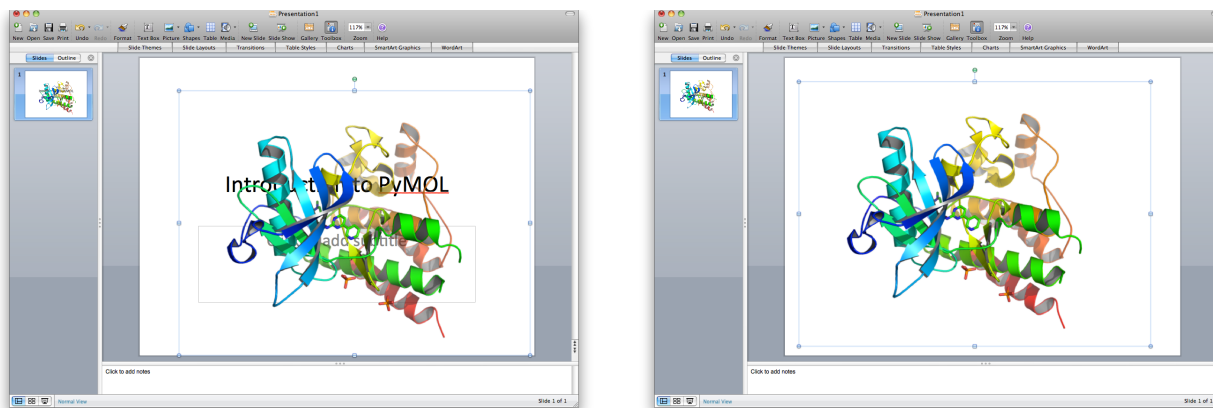 Presentation1
117%
New Open Save Print Undo Redo Format Text Box Picture Shapes Table Media New Slide Slide Show Gallery Toolbox Zoom Help
Slide Themes Slide Layouts Transitions Table Styles Charts SmartArt Graphics WordArt
Slides Outline
1
to PyMOL
add subtitle
Click to add notes
Normal View
Slide 1 of 1
Presentation1
117%
New Open Save Print Undo Redo Format Text Box Picture Shapes Table Media New Slide Slide Show Gallery Toolbox Zoom Help
Slide Themes Slide Layouts Transitions Table Styles Charts SmartArt Graphics WordArt
Slides Outline
1
Click to add notes
Normal View
Slide 1 of 1